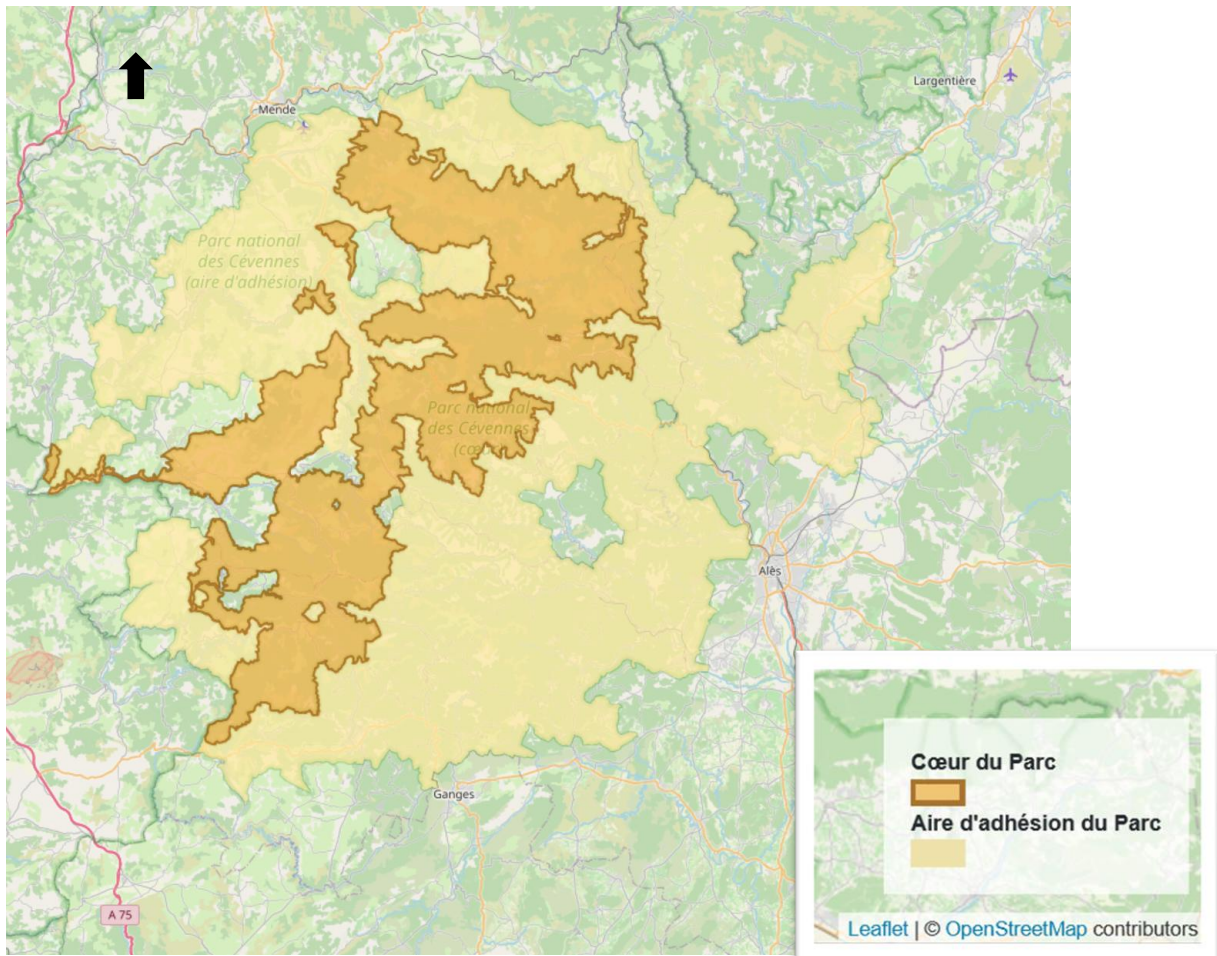 Largentière
Mende
Parc national
des Cévennes
(aire d'adhésion)
Parc national
des Cévennes
(cœur)
Alès
Ganges
A 75
Cœur du Parc
Aire d'adhésion du Parc
Leaflet | © OpenStreetMap contributors